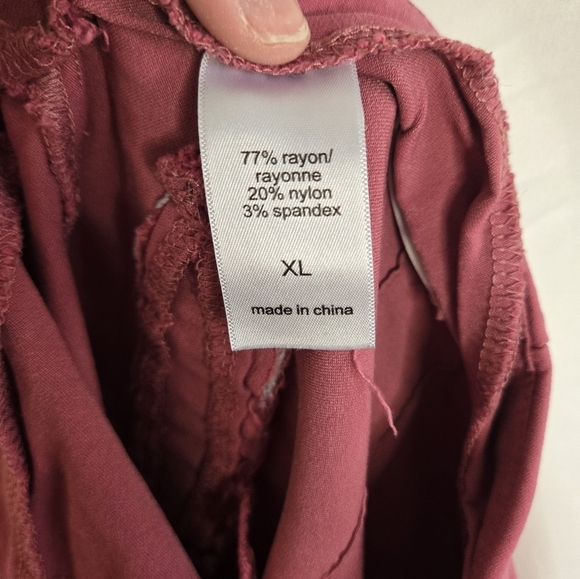 77% rayon/
rayonne
20% nylon
3% spandex
XL
made in china